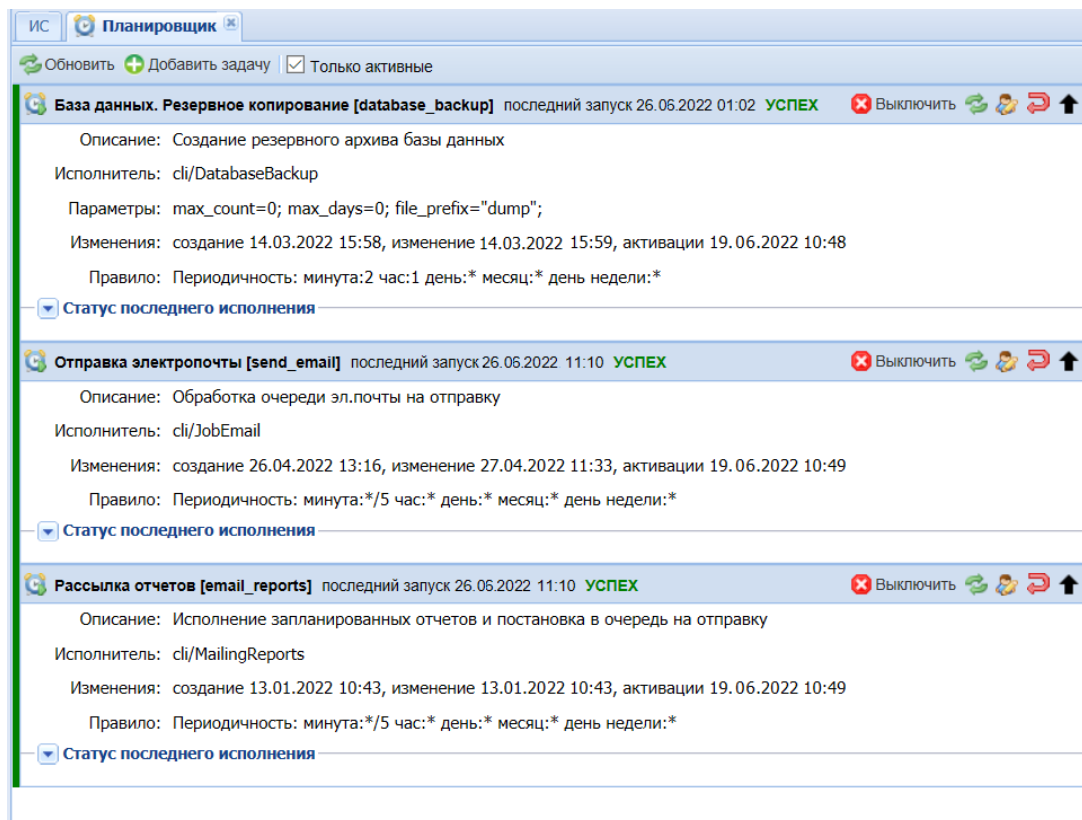 ИС Планировщик
Обновить Добавить задачу Только активные
База данных. Резервное копирование [database_backup] последний запуск 26.06.2022 01:02 УСПЕХ Выключить
Описание: Создание резервного архива базы данных
Исполнитель: cli/DatabaseBackup
Параметры: max_count=0; max_days=0; file_prefix="dump";
Изменения: создание 14.03.2022 15:58, изменение 14.03.2022 15:59, активации 19.06.2022 10:48
Правило: Периодичность: минута:2 час:1 день:* месяц:* день недели:*
Статус последнего исполнения
Отправка электропочты [send_email] последний запуск 26.06.2022 11:10 УСПЕХ Выключить
Описание: Обработка очереди эл.почты на отправку
Исполнитель: cli/JobEmail
Изменения: создание 26.04.2022 13:16, изменение 27.04.2022 11:33, активации 19.06.2022 10:49
Правило: Периодичность: минута:*/5 час:* день:* месяц:* день недели:*
Статус последнего исполнения
Рассылка отчетов [email_reports] последний запуск 26.06.2022 11:10 УСПЕХ Выключить
Описание: Исполнение запланированных отчетов и постановка в очередь на отправку
Исполнитель: cli/MailingReports
Изменения: создание 13.01.2022 10:43, изменение 13.01.2022 10:43, активации 19.06.2022 10:49
Правило: Периодичность: минута:*/5 час:* день:* месяц:* день недели:*
Статус последнего исполнения